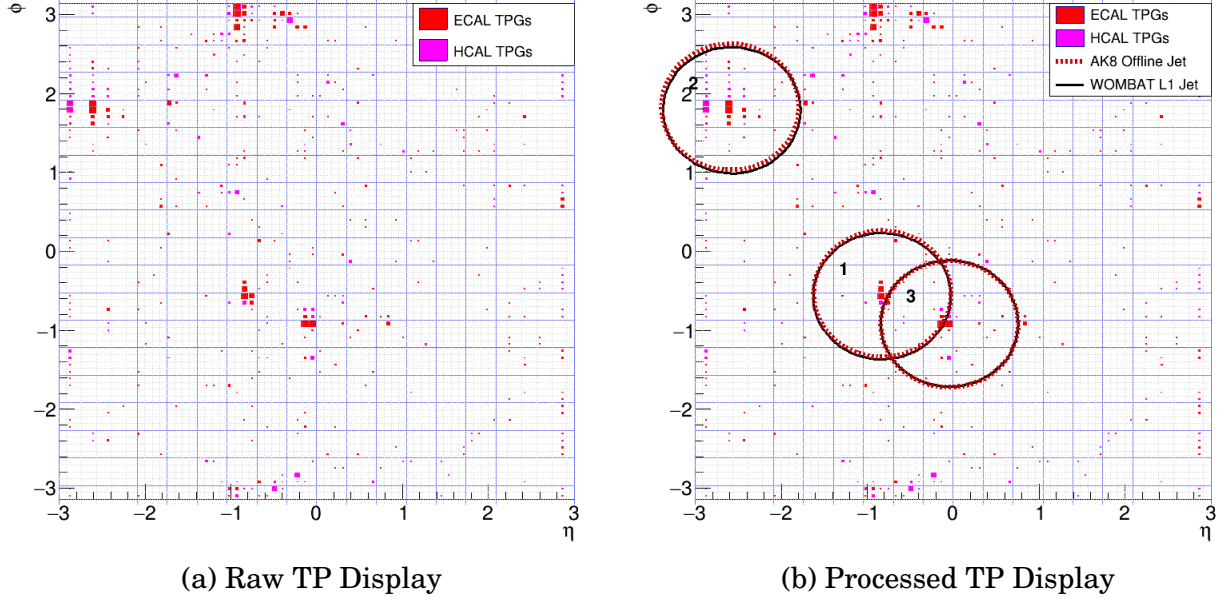 ϕ
3
2
1
0
−1
−2
−3
−3
−2
−1
0
1
2
3
η
ECAL TPGs
HCAL TPGs
(a) Raw TP Display
ϕ
3
2
1
0
−1
−2
−3
−3
−2
−1
0
1
2
3
η
ECAL TPGs
HCAL TPGs
AK8 Offline Jet
WOMBAT L1 Jet
2
1
3
(b) Processed TP Display